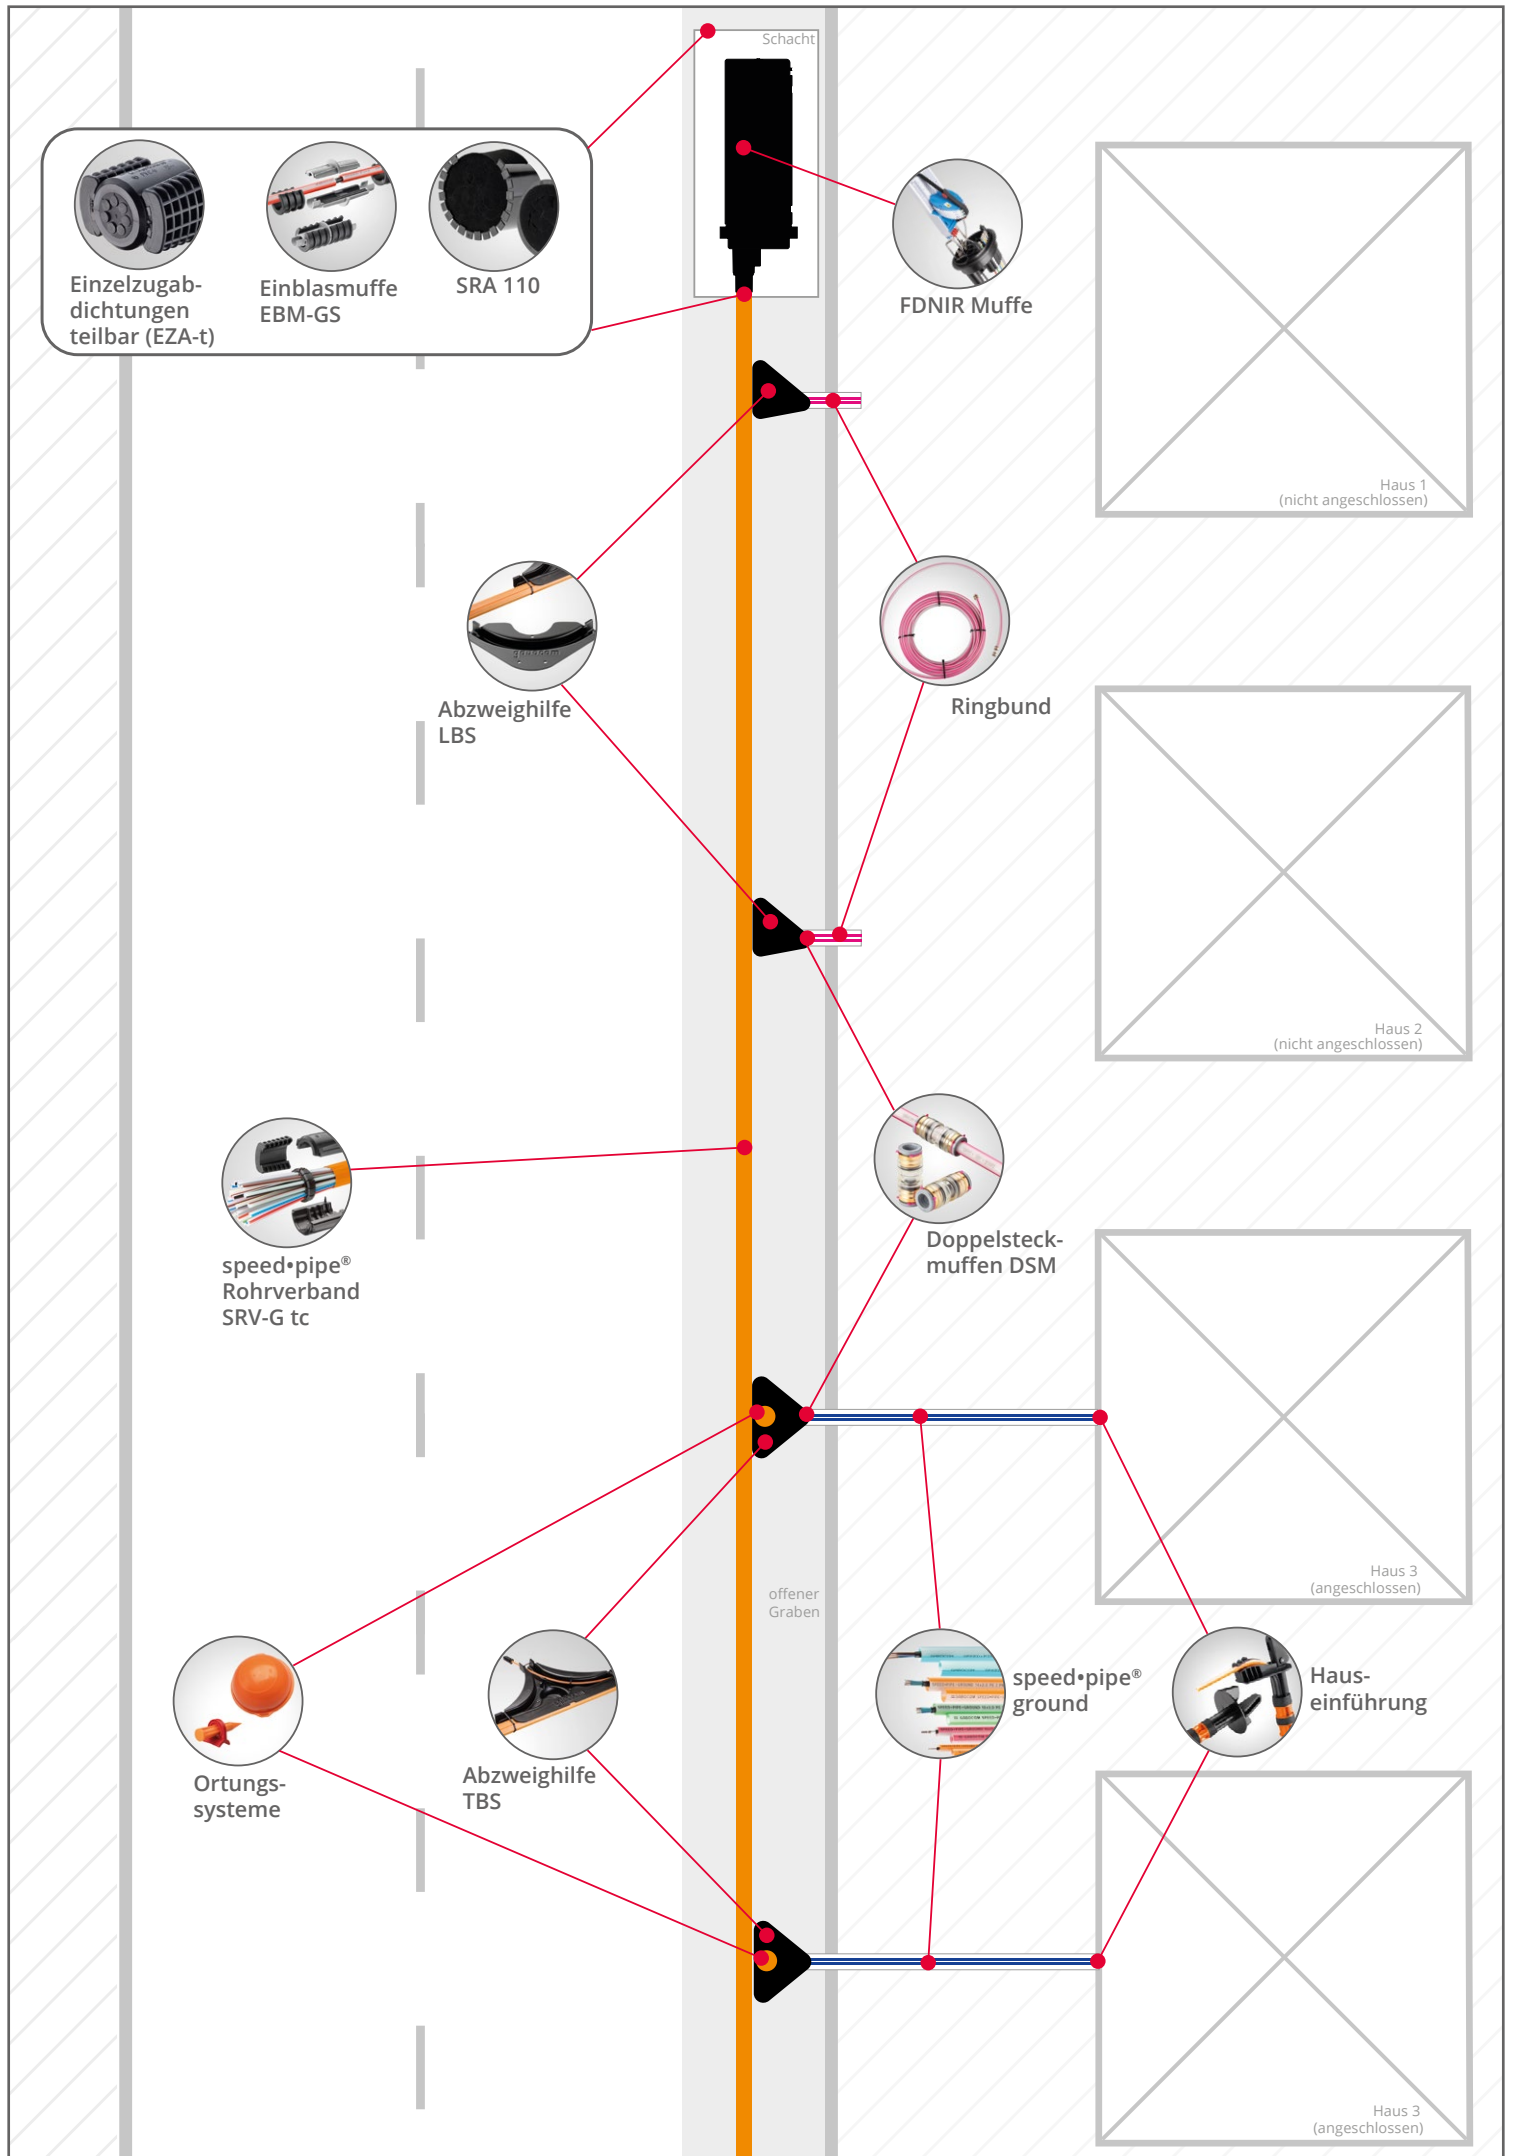 Schacht
Einzelzugab-
dichtungen
teilbar (EZA-t)
Einblasmuffe
EBM-GS
SRA 110
FDNIR Muffe
Haus 1
(nicht angeschlossen)
Abzweighilfe
LBS
Ringbund
Haus 2
(nicht angeschlossen)
speed•pipe®
Rohrverband
SRV-G tc
Doppelsteck-
muffen DSM
Haus 3
(angeschlossen)
offener
Graben
Ortungs-
systeme
Abzweighilfe
TBS
speed•pipe®
ground
Haus-
einführung
Haus 3
(angeschlossen)